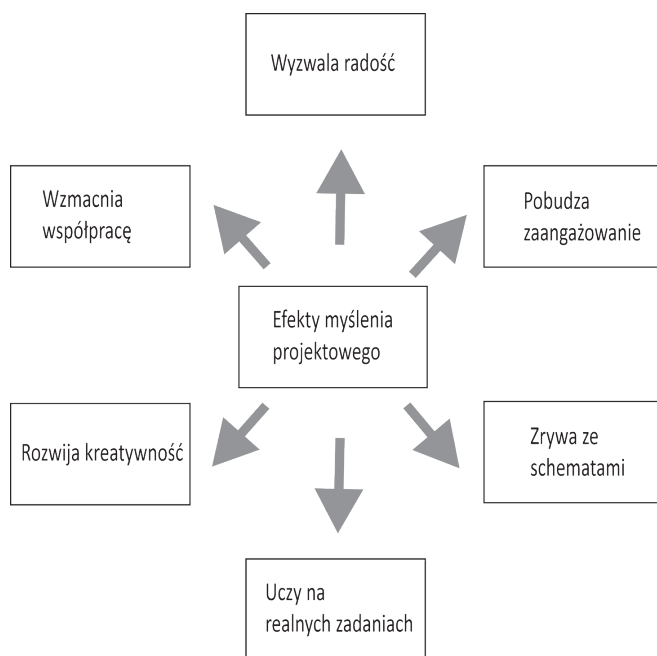 Wyzwala radość
Wzmacnia
współpracę
Pobudza
zaangażowanie
Efekty myślenia
projektowego
Rozwija kreatywność
Zrywa ze
schematami
Uczy na
realnych zadaniach